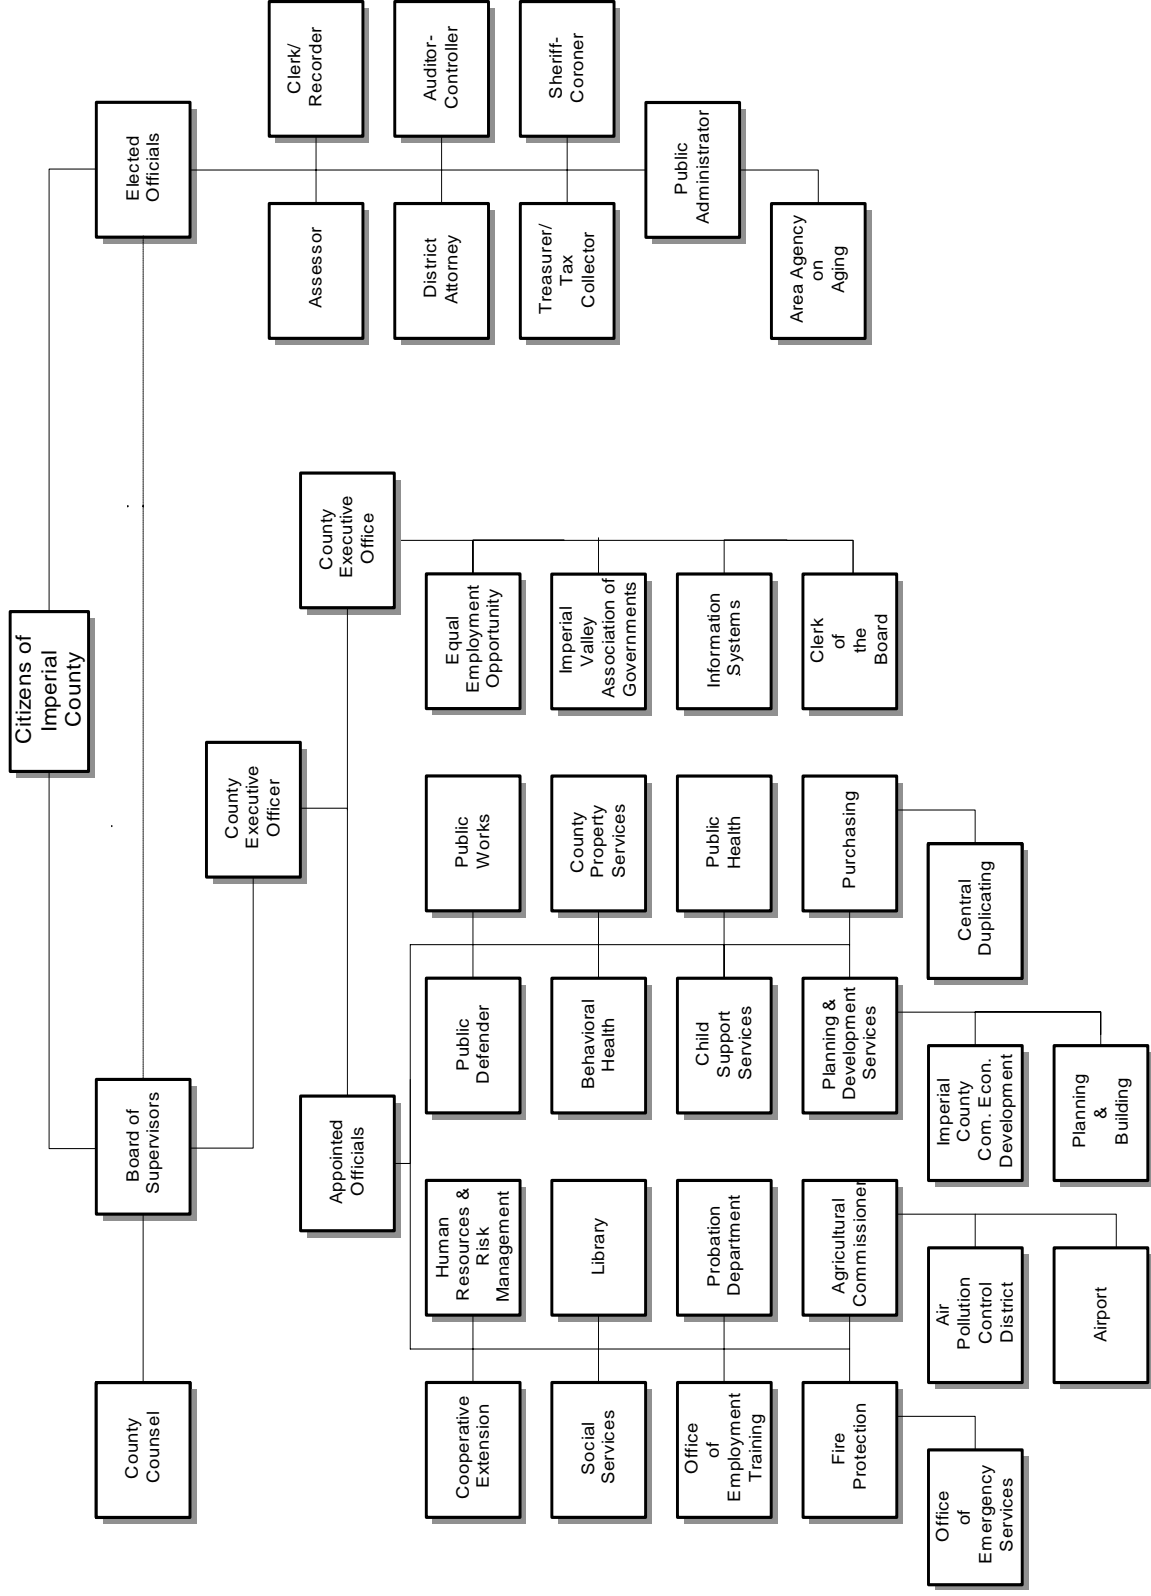 Citizens of
Imperial
County
County
Counsel
Board of
Supervisors
Elected
Officials
County
Executive
Officer
Appointed
Officials
County
Executive
Office
Clerk/
Recorder
Assessor
Auditor-
Controller
District
Attorney
Sheriff-
Coroner
Treasurer/
Tax
Collector
Public
Administrator
Area Agency
on
Aging
Equal
Employment
Opportunity
Imperial
Valley
Association of
Governments
Information
Systems
Clerk
of
the
Board
Cooperative
Extension
Human
Resources &
Risk
Management
Public
Defender
Public
Works
Social
Services
Library
Behavioral
Health
County
Property
Services
Office
of
Employment
Training
Probation
Department
Child
Support
Services
Public
Health
Fire
Protection
Agricultural
Commissioner
Planning &
Development
Services
Purchasing
Office
of
Emergency
Services
Air
Pollution
Control
District
Imperial
County
Com. Econ.
Development
Central
Duplicating
Airport
Planning
&
Building